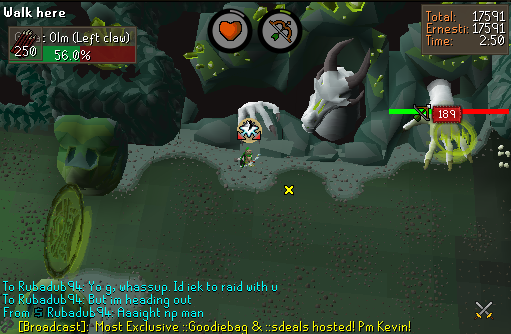 Walk here
Olm (Left claw)
250
56.0%
Total: 17591
Ernesti: 17591
Time: 2:50
189
To Rubadub94: Yo g, whassup. Id iek to raid with u
To Rubadub94: But im heading out
From Rubadub94: Aaaight np man
[Broadcast]: Most Exclusive ::Goodiebag & ::sdeals hosted! Pm Kevin!